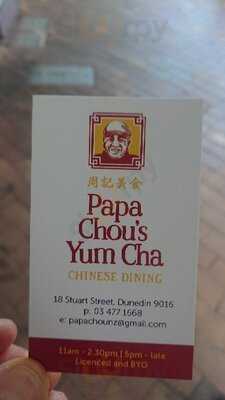 周記美食
Papa
Chou's
Yum Cha
CHINESE DINING
18 Stuart Street, Dunedin 9016
p: 03 477 1668
e: papachounz@gmail.com
11am - 2.30pm | 5pm - late
Licenced and BYO